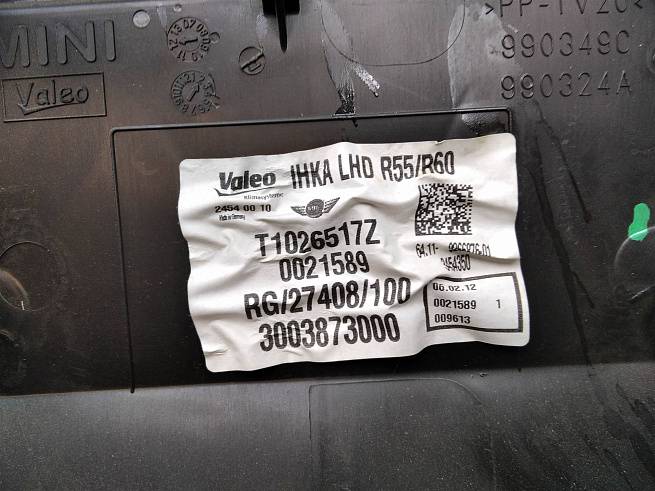 MINI
Valeo
>PP-TV20<
990349C
990324A
Valeo IHKA LHD R55/R60
klimasysteme
2454 00 10
Made in Germany
T1026517Z
0021589
RG/27408/100
3003873000
64.11-
9454350
06.02.12
0021589 1
009613